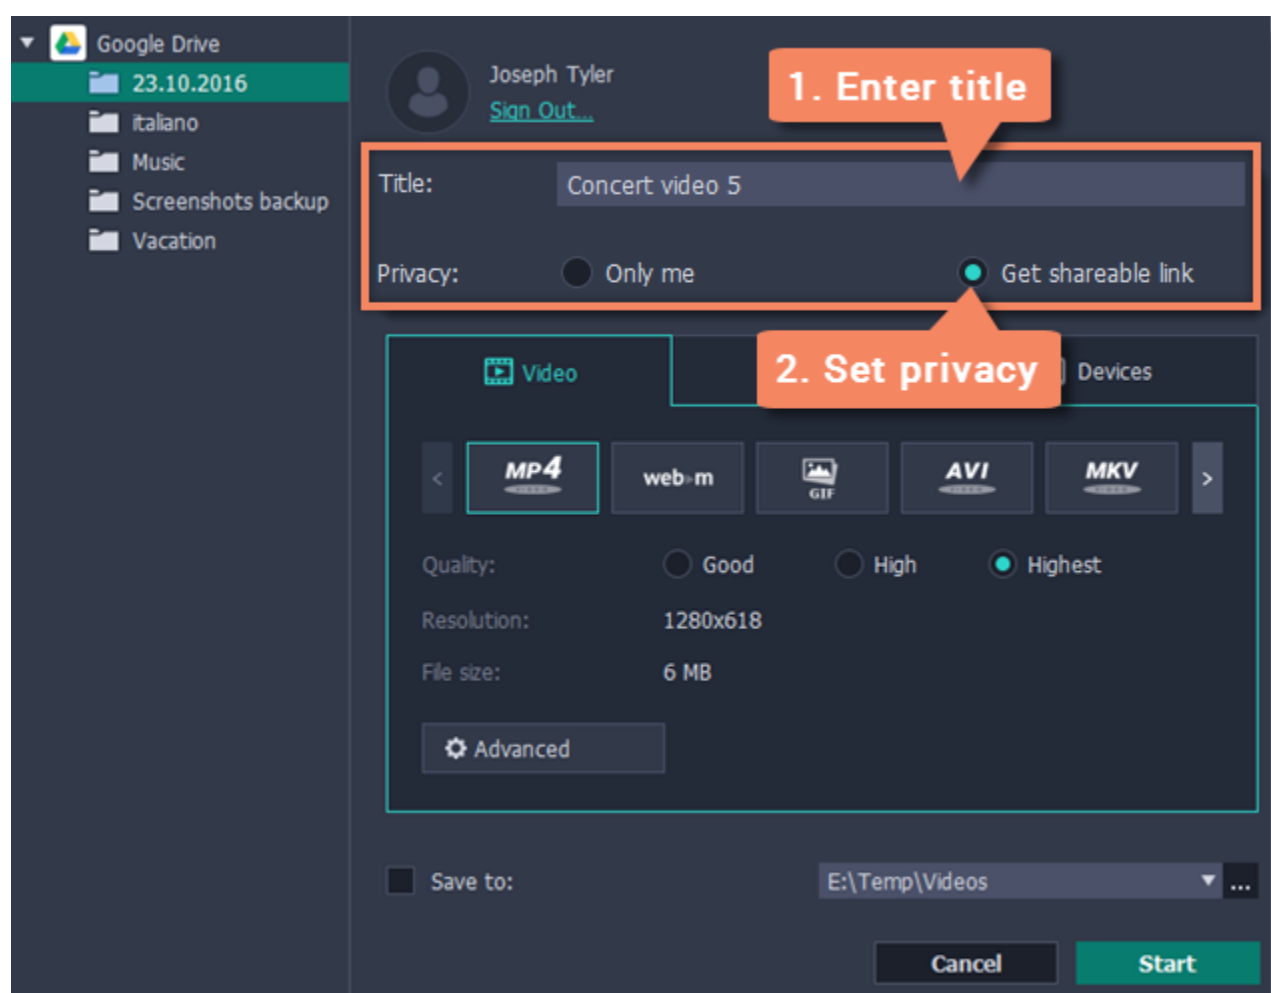 Google Drive
23.10.2016
italiano
Music
Screenshots backup
Vacation
Joseph Tyler
Sign Out...
1. Enter title
Title: Concert video 5
Privacy: Only me Get shareable link
2. Set privacy
Video Devices
< MP4 web▸m GIF AVI MKV >
Quality: Good High Highest
Resolution: 1280x618
File size: 6 MB
Advanced
Save to: E:\Temp\Videos ...
Cancel Start